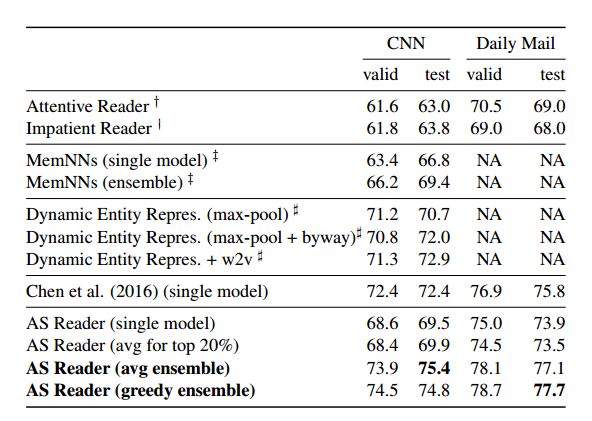 CNN Daily Mail
valid test valid test
Attentive Reader † 61.6 63.0 70.5 69.0
Impatient Reader ƚ 61.8 63.8 69.0 68.0
MemNNs (single model) ‡ 63.4 66.8 NA NA
MemNNs (ensemble) ‡ 66.2 69.4 NA NA
Dynamic Entity Repres. (max-pool) ♯ 71.2 70.7 NA NA
Dynamic Entity Repres. (max-pool + byway)♯ 70.8 72.0 NA NA
Dynamic Entity Repres. + w2v ♯ 71.3 72.9 NA NA
Chen et al. (2016) (single model) 72.4 72.4 76.9 75.8
AS Reader (single model) 68.6 69.5 75.0 73.9
AS Reader (avg for top 20%) 68.4 69.9 74.5 73.5
AS Reader (avg ensemble) 73.9 75.4 78.1 77.1
AS Reader (greedy ensemble) 74.5 74.8 78.7 77.7